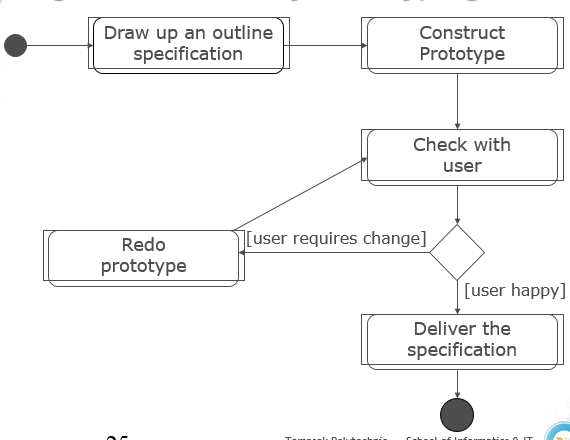 Draw up an outline
specification
Construct
Prototype
Check with
user
Redo
prototype
[user requires change]
[user happy]
Deliver the
specification